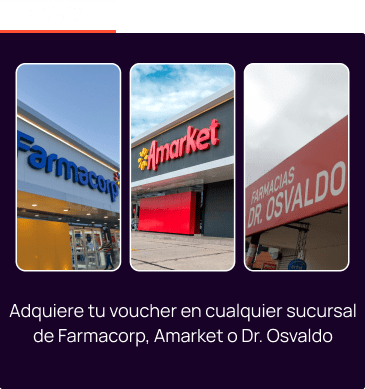 Farmacorp
Amarket
FARMACIAS
DR. OSVALDO
Adquiere tu voucher en cualquier sucursal
de Farmacorp, Amarket o Dr. Osvaldo